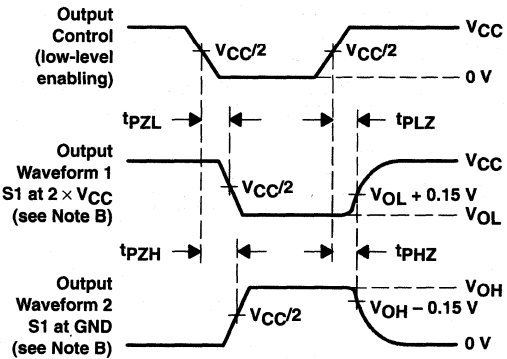 Output
Control
(low-level
enabling)
VCC/2
VCC/2
VCC
0 V
tPZL
tPLZ
Output
Waveform 1
S1 at 2 × VCC
(see Note B)
VCC/2
VCC
VOL + 0.15 V
VOL
tPZH
tPHZ
Output
Waveform 2
S1 at GND
(see Note B)
VCC/2
VOH
VOH − 0.15 V
0 V